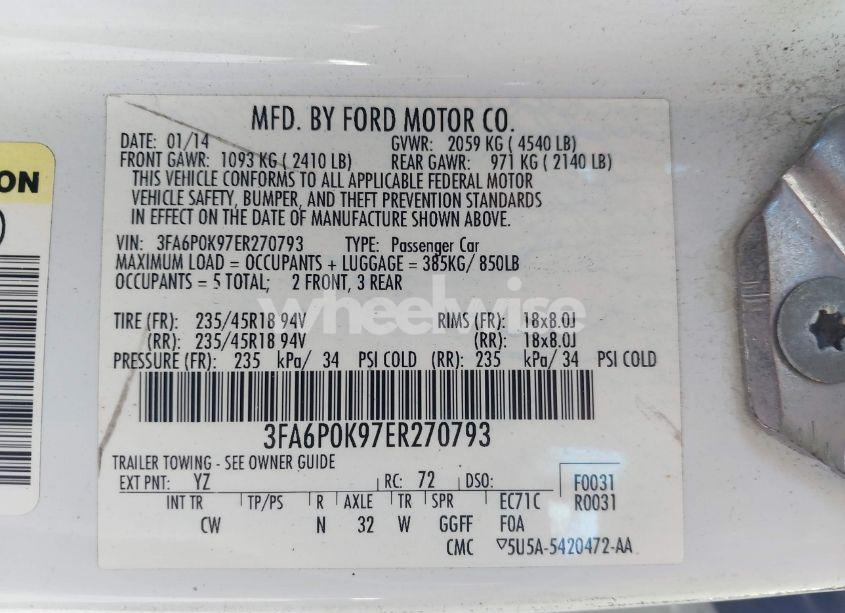 MFD. BY FORD MOTOR CO.
DATE: 01/14 GVWR: 2059 KG ( 4540 LB)
FRONT GAWR: 1093 KG ( 2410 LB) REAR GAWR: 971 KG ( 2140 LB)
THIS VEHICLE CONFORMS TO ALL APPLICABLE FEDERAL MOTOR
VEHICLE SAFETY, BUMPER, AND THEFT PREVENTION STANDARDS
IN EFFECT ON THE DATE OF MANUFACTURE SHOWN ABOVE.
ON
VIN: 3FA6P0K97ER270793 TYPE: Passenger Car
MAXIMUM LOAD = OCCUPANTS + LUGGAGE = 385KG/ 850LB
OCCUPANTS = 5 TOTAL; 2 FRONT, 3 REAR
wheelwise
TIRE (FR): 235/45R18 94V RIMS (FR): 18x8.0J
(RR): 235/45R18 94V (RR): 18x8.0J
PRESSURE (FR): 235 kPa/ 34 PSI COLD (RR): 235 kPa/ 34 PSI COLD
3FA6P0K97ER270793
TRAILER TOWING - SEE OWNER GUIDE
EXT PNT: YZ RC: 72 DSO: F0031
INT TR TP/PS R AXLE TR SPR EC71C R0031
CW N 32 W GGFF F0A
CMC ▽5U5A-5420472-AA